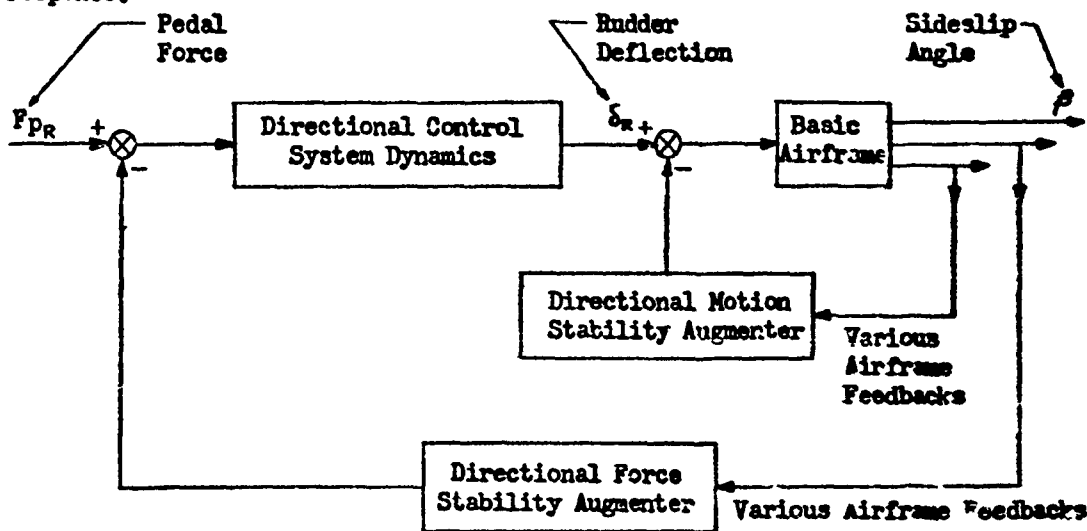 Pedal
Force
Rudder
Deflection
Sideslip
Angle
F_{PR}
+
δ_R +
β
Directional Control
System Dynamics
Basic
Airframe
−
−
Directional Motion
Stability Augmenter
Various
Airframe
Feedbacks
Directional Force
Stability Augmenter
Various Airframe Feedbacks